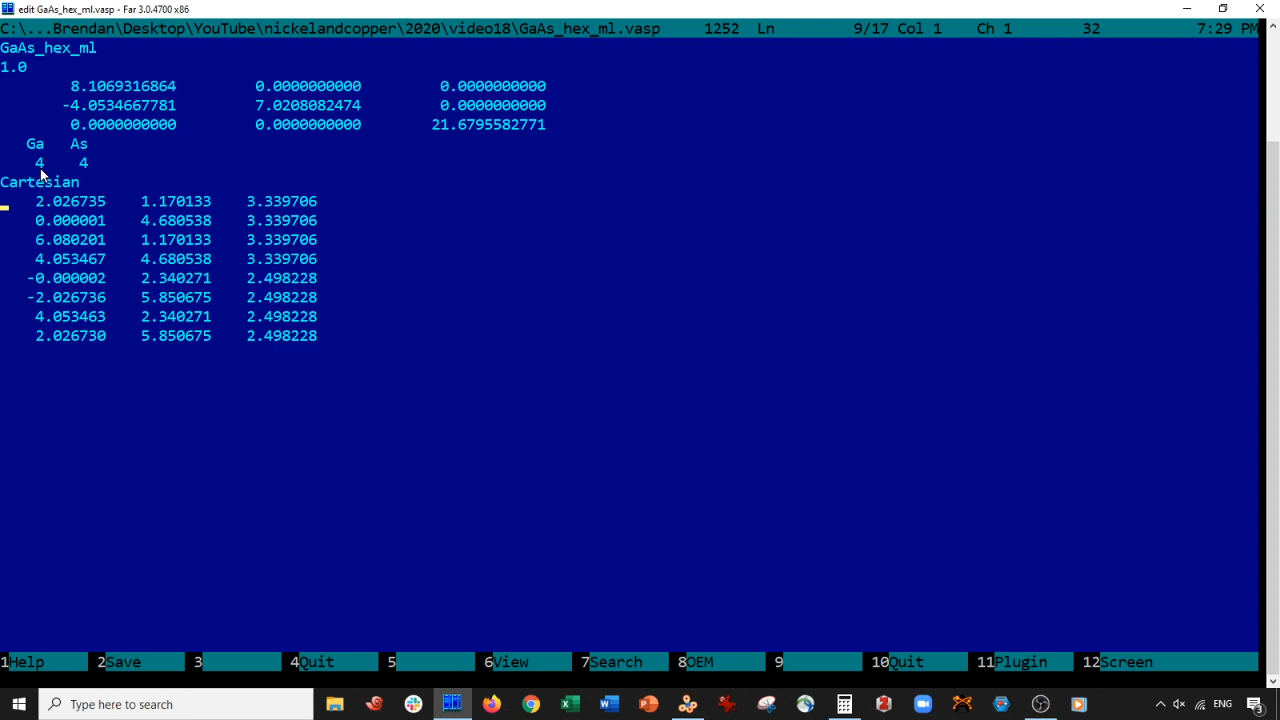 edit GaAs_hex_ml.vasp - Far 3.0.4700 x86
C:\...Brendan\Desktop\YouTube\nickelandcopper\2020\video18\GaAs_hex_ml.vasp 1252 Ln 9/17 Col 1 Ch 1 32 7:29 PM
GaAs_hex_ml
1.0
8.1069316864 0.0000000000 0.0000000000
-4.0534667781 7.0208082474 0.0000000000
0.0000000000 0.0000000000 21.6795582771
Ga As
4 4
Cartesian
2.026735 1.170133 3.339706
0.000001 4.680538 3.339706
6.080201 1.170133 3.339706
4.053467 4.680538 3.339706
-0.000002 2.340271 2.498228
-2.026736 5.850675 2.498228
4.053463 2.340271 2.498228
2.026730 5.850675 2.498228
1Help 2Save 3 4Quit 5 6View 7Search 8OEM 9 10Quit 11Plugin 12Screen
Type here to search ENG 3